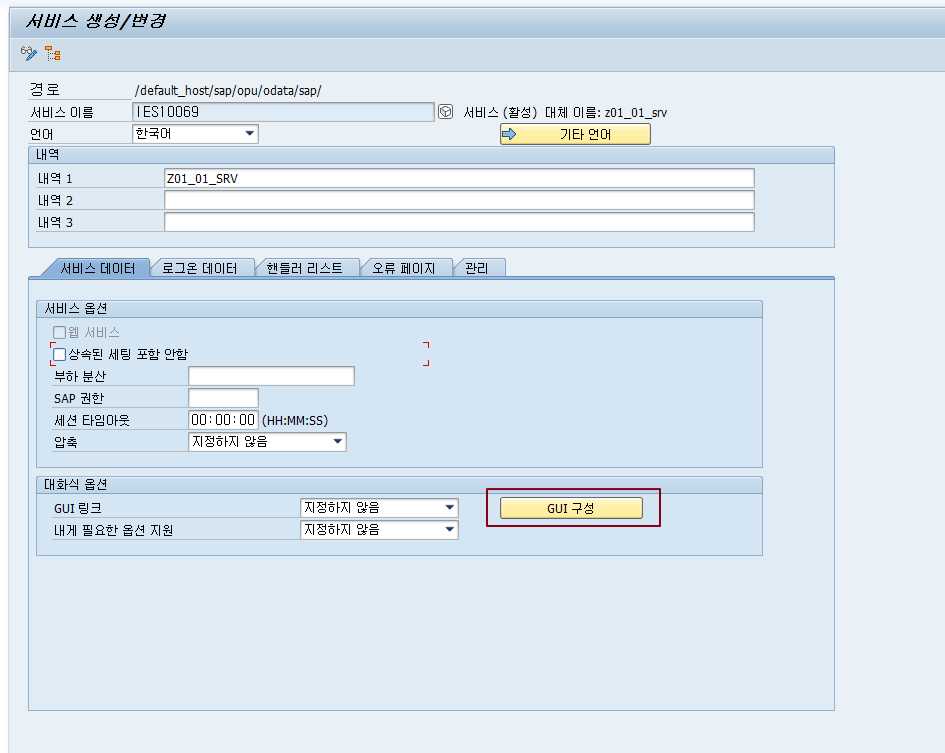 서비스 생성/변경
경로 /default_host/sap/opu/odata/sap/
서비스 이름 IES10069 서비스 (활성) 대체 이름: z01_01_srv
언어 한국어 기타 언어
내역
내역 1 Z01_01_SRV
내역 2
내역 3
서비스 데이터 로그온 데이터 핸들러 리스트 오류 페이지 관리
서비스 옵션
웹 서비스
상속된 세팅 포함 안함
부하 분산
SAP 권한
세션 타임아웃 00:00:00 (HH:MM:SS)
압축 지정하지 않음
대화식 옵션
GUI 링크 지정하지 않음 GUI 구성
내게 필요한 옵션 지원 지정하지 않음